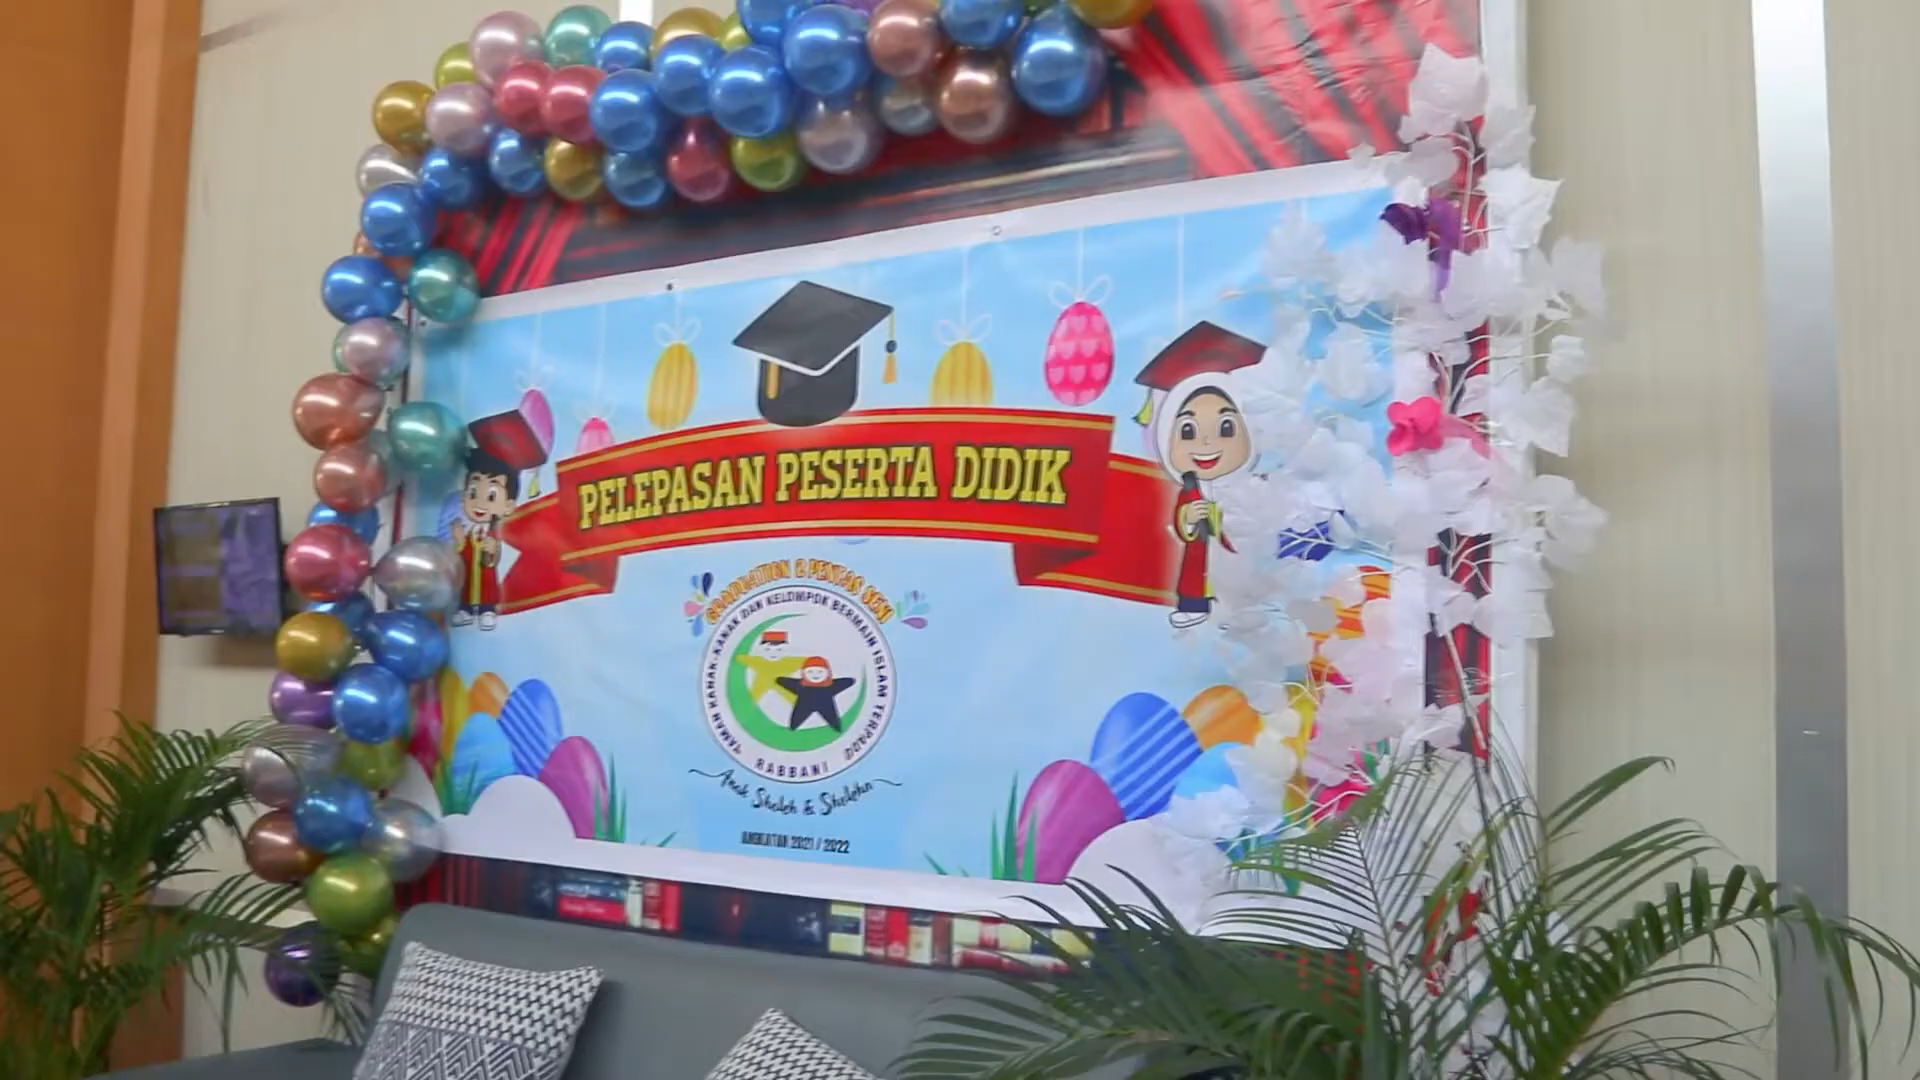 PELEPASAN PESERTA DIDIK
GRADUATION & PENTAS SENI
TAMAN KANAK-KANAK DAN KELOMPOK BERMAIN ISLAM TERPADU
RABBANI
Anak Sholeh & Sholehah
ANGKATAN 2021 / 2022